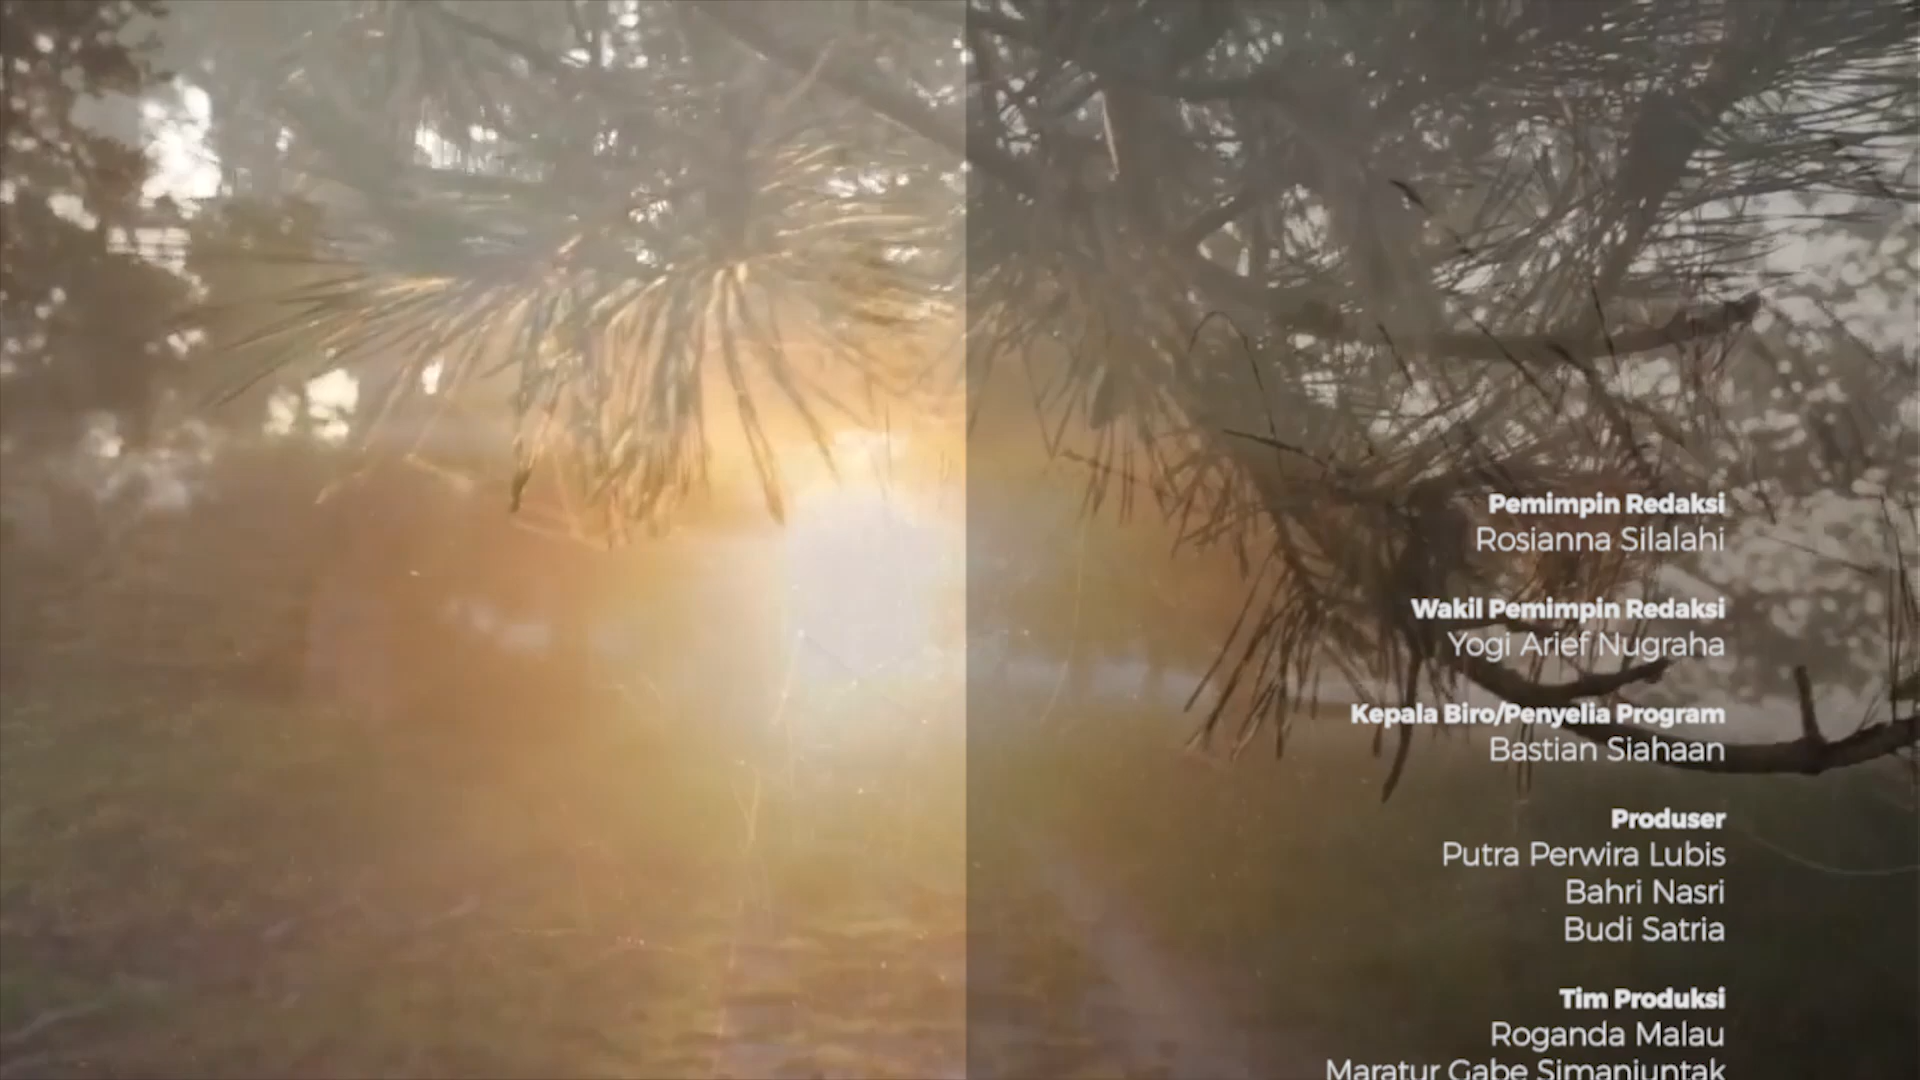 Pemimpin Redaksi
Rosianna Silalahi
Wakil Pemimpin Redaksi
Yogi Arief Nugraha
Kepala Biro/Penyelia Program
Bastian Siahaan
Produser
Putra Perwira Lubis
Bahri Nasri
Budi Satria
Tim Produksi
Roganda Malau
Maratur Gabe Simanjuntak